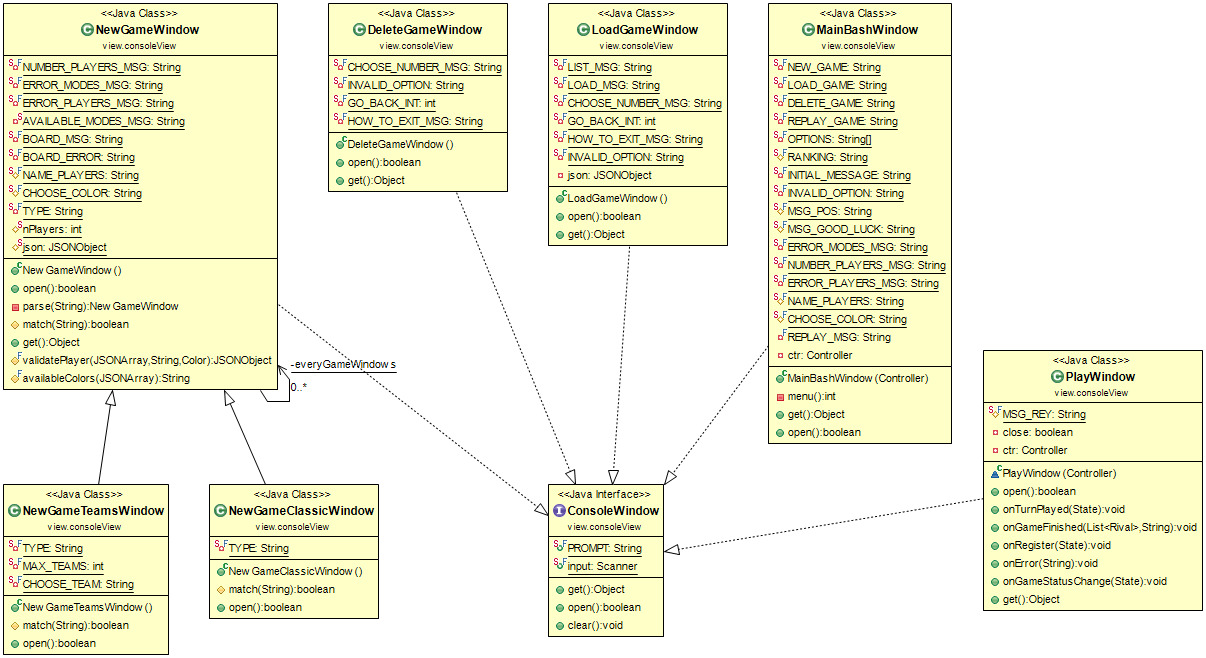 <<Java Class>>
NewGameWindow
view.consoleView
NUMBER_PLAYERS_MSG: String
ERROR_MODES_MSG: String
ERROR_PLAYERS_MSG: String
AVAILABLE_MODES_MSG: String
BOARD_MSG: String
BOARD_ERROR: String
NAME_PLAYERS: String
CHOOSE_COLOR: String
TYPE: String
nPlayers: int
json: JSONObject
NewGameWindow()
open():boolean
parse(String):NewGameWindow
match(String):boolean
get():Object
validatePlayer(JSONArray,String,Color):JSONObject
availableColors(JSONArray):String
<<Java Class>>
DeleteGameWindow
view.consoleView
CHOOSE_NUMBER_MSG: String
INVALID_OPTION: String
GO_BACK_INT: int
HOW_TO_EXIT_MSG: String
DeleteGameWindow()
open():boolean
get():Object
<<Java Class>>
LoadGameWindow
view.consoleView
LIST_MSG: String
LOAD_MSG: String
CHOOSE_NUMBER_MSG: String
GO_BACK_INT: int
HOW_TO_EXIT_MSG: String
INVALID_OPTION: String
json: JSONObject
LoadGameWindow()
open():boolean
get():Object
<<Java Class>>
MainBashWindow
view.consoleView
NEW_GAME: String
LOAD_GAME: String
DELETE_GAME: String
REPLAY_GAME: String
OPTIONS: String[]
RANKING: String
INITIAL_MESSAGE: String
INVALID_OPTION: String
MSG_POS: String
MSG_GOOD_LUCK: String
ERROR_MODES_MSG: String
NUMBER_PLAYERS_MSG: String
ERROR_PLAYERS_MSG: String
NAME_PLAYERS: String
CHOOSE_COLOR: String
REPLAY_MSG: String
ctr: Controller
MainBashWindow(Controller)
menu():int
get():Object
open():boolean
-everyGameWindows
0..*
<<Java Class>>
PlayWindow
view.consoleView
MSG_REY: String
close: boolean
ctr: Controller
PlayWindow(Controller)
open():boolean
onTurnPlayed(State):void
onGameFinished(List<Rival>,String):void
onRegister(State):void
onError(String):void
onGameStatusChange(State):void
get():Object
<<Java Class>>
NewGameTeamsWindow
view.consoleView
TYPE: String
MAX_TEAMS: int
CHOOSE_TEAM: String
NewGameTeamsWindow()
match(String):boolean
open():boolean
<<Java Class>>
NewGameClassicWindow
view.consoleView
TYPE: String
NewGameClassicWindow()
match(String):boolean
open():boolean
<<Java Interface>>
ConsoleWindow
view.consoleView
PROMPT: String
input: Scanner
get():Object
open():boolean
clear():void